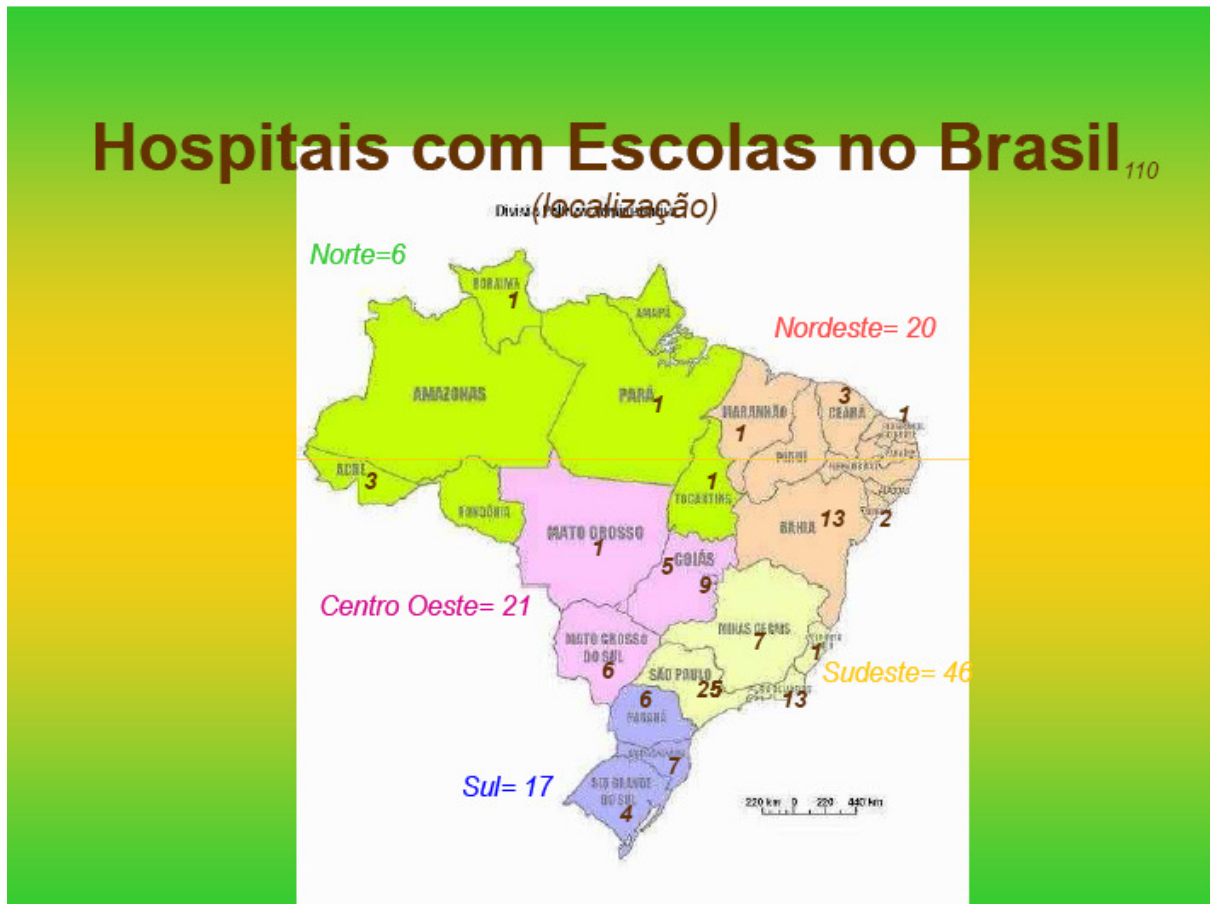 Hospitais com Escolas no Brasil 110
(localização)
Norte=6
RORAIMA
1
AMAPÁ
Nordeste= 20
AMAZONAS
PARÁ
1
MARANHÃO
1
3
CEARÁ
1
PIAUÍ
ACRE
3
1
TOCANTINS
RONDÔNIA
BAHIA
13
2
MATO GROSSO
1
5
GOIÁS
9
Centro Oeste= 21
MATO GROSSO
DO SUL
6
MINAS GERAIS
7
1
Sudeste= 46
SÃO PAULO
25
13
6
PARANÁ
7
Sul= 17
RIO GRANDE
DO SUL
4
220 km 0 220 440 km